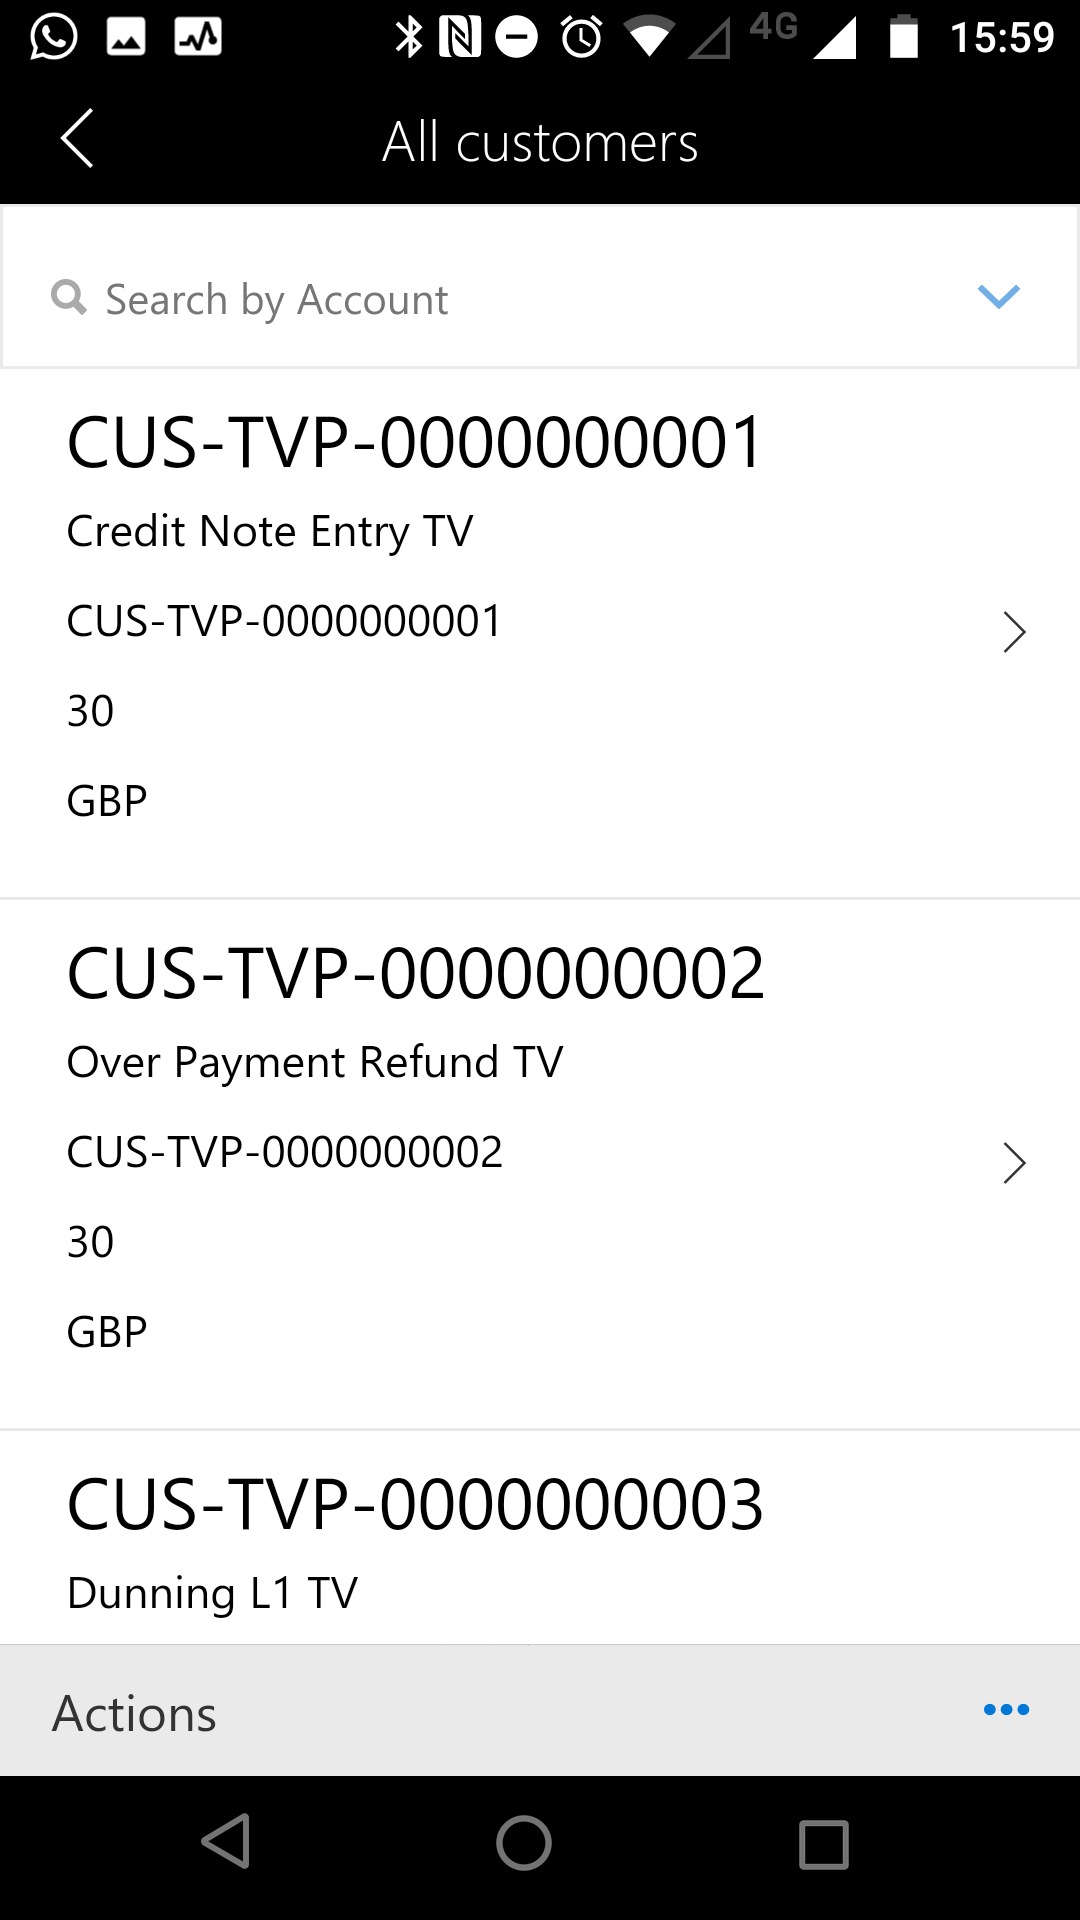 4G 15:59
All customers
Search by Account
CUS-TVP-0000000001
Credit Note Entry TV
CUS-TVP-0000000001
30
GBP
CUS-TVP-0000000002
Over Payment Refund TV
CUS-TVP-0000000002
30
GBP
CUS-TVP-0000000003
Dunning L1 TV
Actions